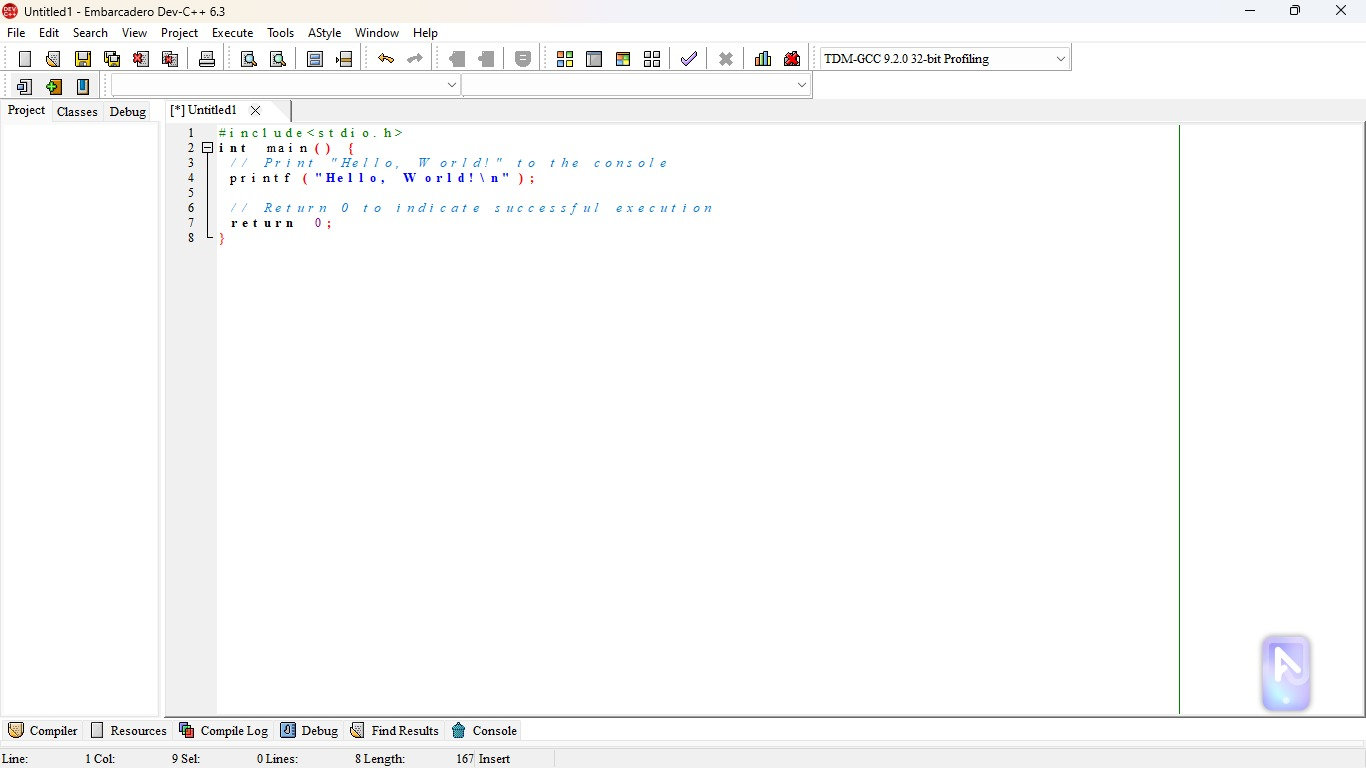 Untitled1 - Embarcadero Dev-C++ 6.3
File Edit Search View Project Execute Tools AStyle Window Help
TDM-GCC 9.2.0 32-bit Profiling
Project Classes Debug [*] Untitled1
1 #include<stdio.h>
2 int main() {
3 // Print "Hello, World!" to the console
4 printf ("Hello, World!\n");
5
6 // Return 0 to indicate successful execution
7 return 0;
8 }
Compiler Resources Compile Log Debug Find Results Console
Line: 1 Col: 9 Sel: 0 Lines: 8 Length: 167 Insert